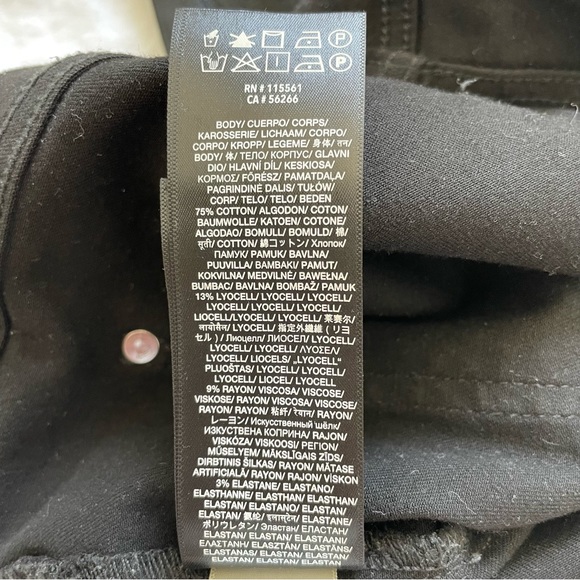 RN # 115561
CA # 56266
BODY/ CUERPO/ CORPS/
KAROSSERIE/ LICHAAM/ CORPO/
CORPO/ KROPP/ LEGEME/ 身体/ तन/
BODY/ 体/ ТЕЛО/ КОРПУС/ GLAVNI
DIO/ HLAVNÍ DÍL/ KESKIOSA/
ΚΟΡΜΟΣ/ FŐRÉSZ/ PAMATDAĻA/
PAGRINDINĖ DALIS/ TUŁÓW/
CORP/ TELO/ TELO/ BEDEN
75% COTTON/ ALGODON/ COTON/
BAUMWOLLE/ KATOEN/ COTONE/
ALGODAO/ BOMULL/ BOMULD/ 棉/
सूती/ COTTON/ 綿コットン/ Хлопок/
ПАМУК/ PAMUK/ BAVLNA/
PUUVILLA/ ΒΑΜΒΑΚΙ/ PAMUT/
KOKVILNA/ MEDVILNĖ/ BAWEŁNA/
BUMBAC/ BAVLNA/ BOMBAŽ/ PAMUK
13% LYOCELL/ LYOCELL/ LYOCELL/
LYOCELL/ LYOCELL/ LYOCELL/
LIOCELL/LYOCELL/ LYOCELL/ 莱赛尔/
लायोसैल/ LYOCELL/ 指定外繊維 ( リヨ
セル ) / Лиоцелл/ ЛИОСЕЛ/ LYOCELL/
LYOCELL/ LYOCELL/ ΛΥΟΣΕΛ/
LYOCELL/ LIOCELS/ „LYOCELL“
PLUOŠTAS/ LYOCELL/ LYOCELL/
LYOCELL/ LIOCEL/ LYOCELL
9% RAYON/ VISCOSA/ VISCOSE/
VISKOSE/ RAYON/ VISCOSA/ VISCOSE/
RAYON/ RAYON/ 粘纤/ रेयान/ RAYON/
レーヨン/ Искусственный шёлк/
ИЗКУСТВЕНА КОПРИНА/ RAJON/
VISKÓZA/ VISKOOSI/ ΡΕΓΙΟΝ/
MŰSELYEM/ MĀKSLĪGAIS ZĪDS/
DIRBTINIS ŠILKAS/ RAYON/ MĂTASE
ARTIFICIALĂ/ RAYON/ RAJON/ VİSKON
3% ELASTANE/ ELASTANO/
ELASTHANNE/ ELASTHAN/ ELASTHAN/
ELASTAN/ ELASTANO/ ELASTAN/
ELASTAN/ 氨纶/ इलास्टेन/ ELASTAN/
ポリウレタン/ Эластан/ ЕЛАСТАН/
ELASTAN/ ELASTAN/ ELASTAANI/
ΕΛΑΣΤΑΝΗ/ ELASZTÁN/ ELASTĀNS/
ELASTANAS/ ELASTAN/ ELASTAN/